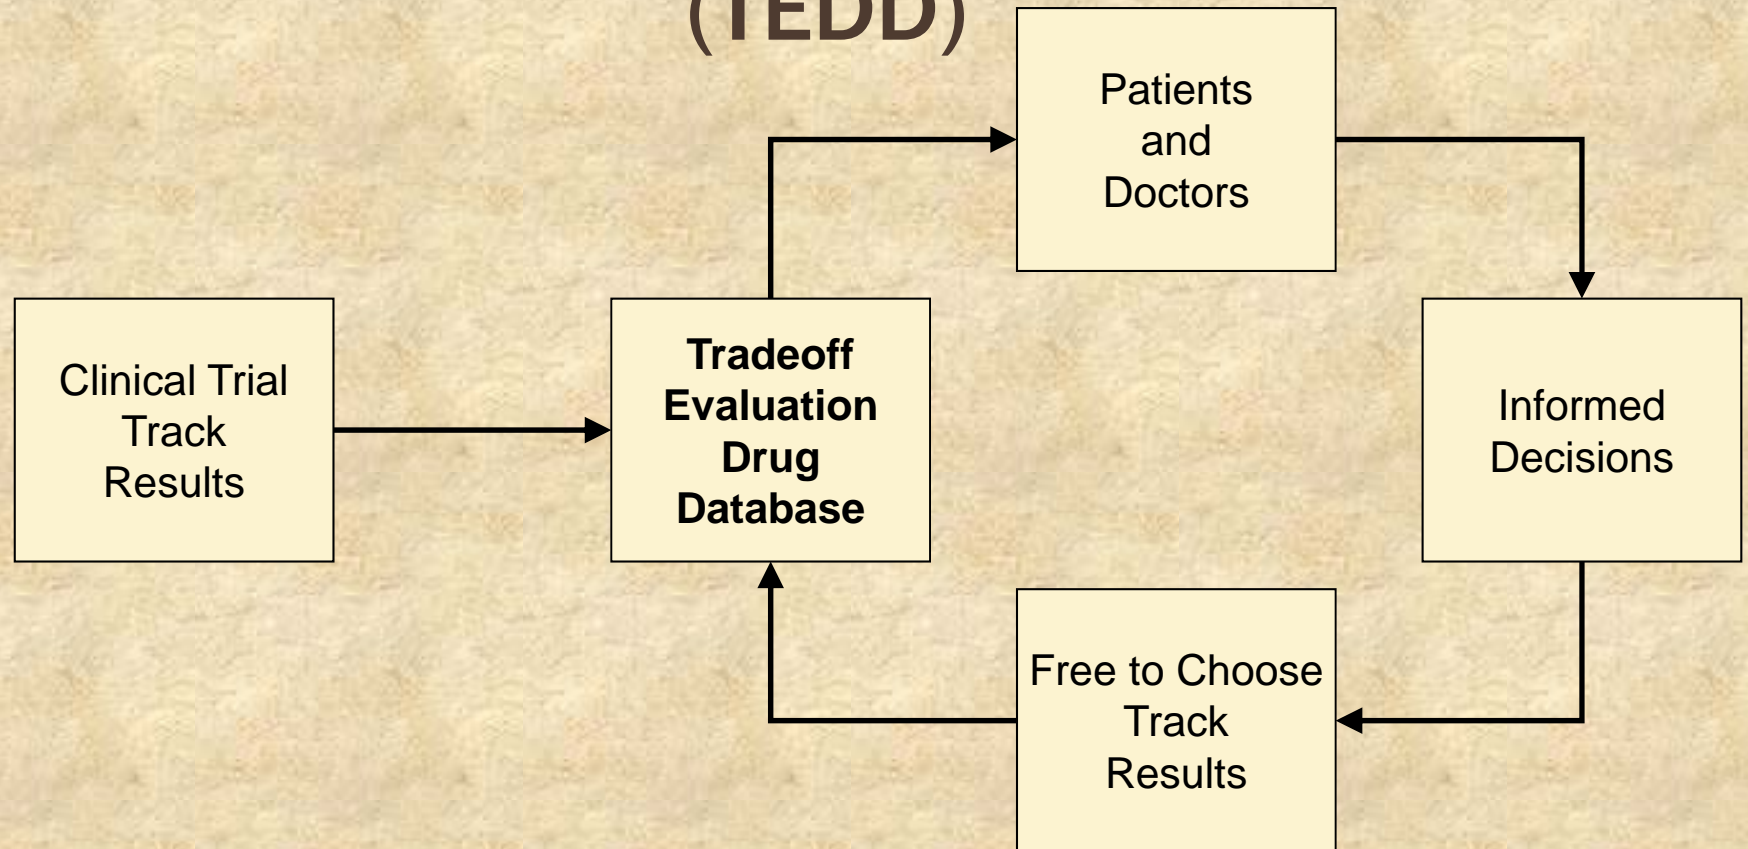 (TEDD)
Patients
and
Doctors
Clinical Trial
Track
Results
Tradeoff
Evaluation
Drug
Database
Informed
Decisions
Free to Choose
Track
Results